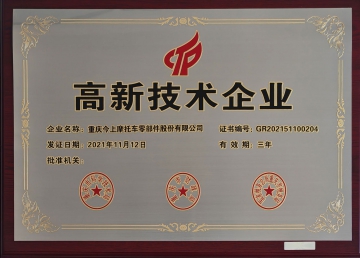 高新技术企业
企业名称：重庆今上摩托车零部件股份有限公司 证书编号：GR202151100204
发证日期：2021年11月12日 有效期：三年
批准机关：